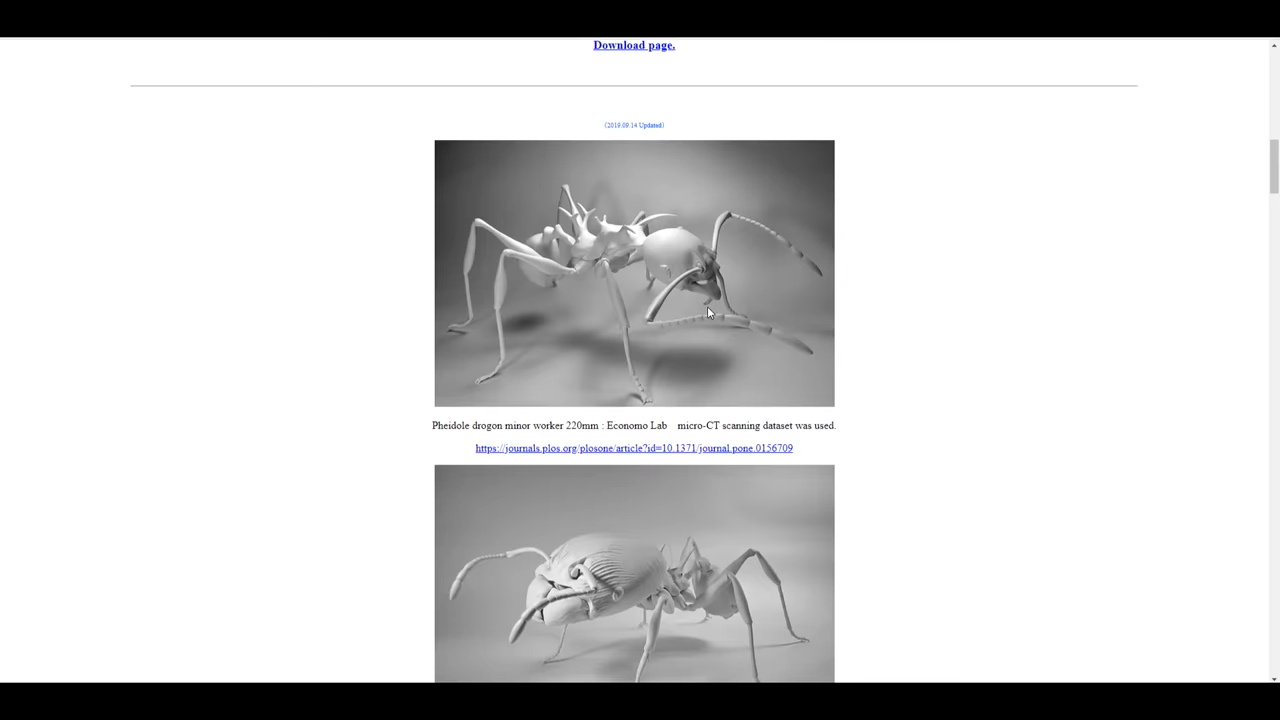 Download page.
(2019.09.14 Updated)
Pheidole drogon minor worker 220mm : Economo Lab micro-CT scanning dataset was used.
https://journals.plos.org/plosone/article?id=10.1371/journal.pone.0156709